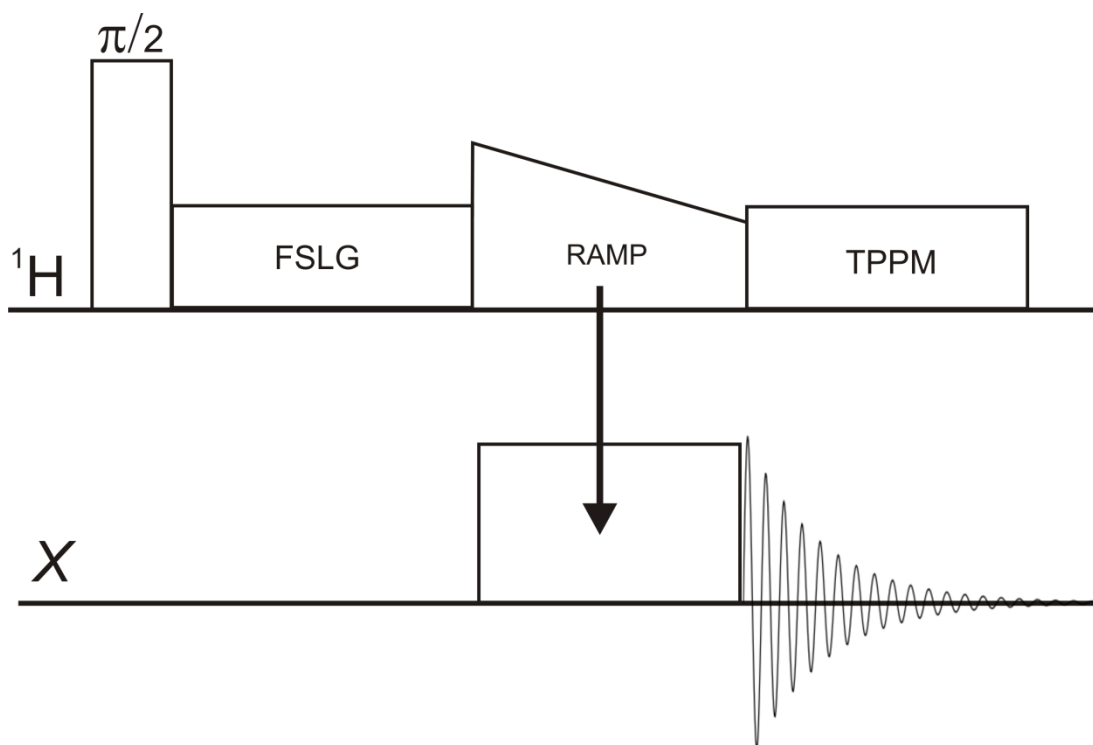 π/2
¹H
FSLG
RAMP
TPPM
X